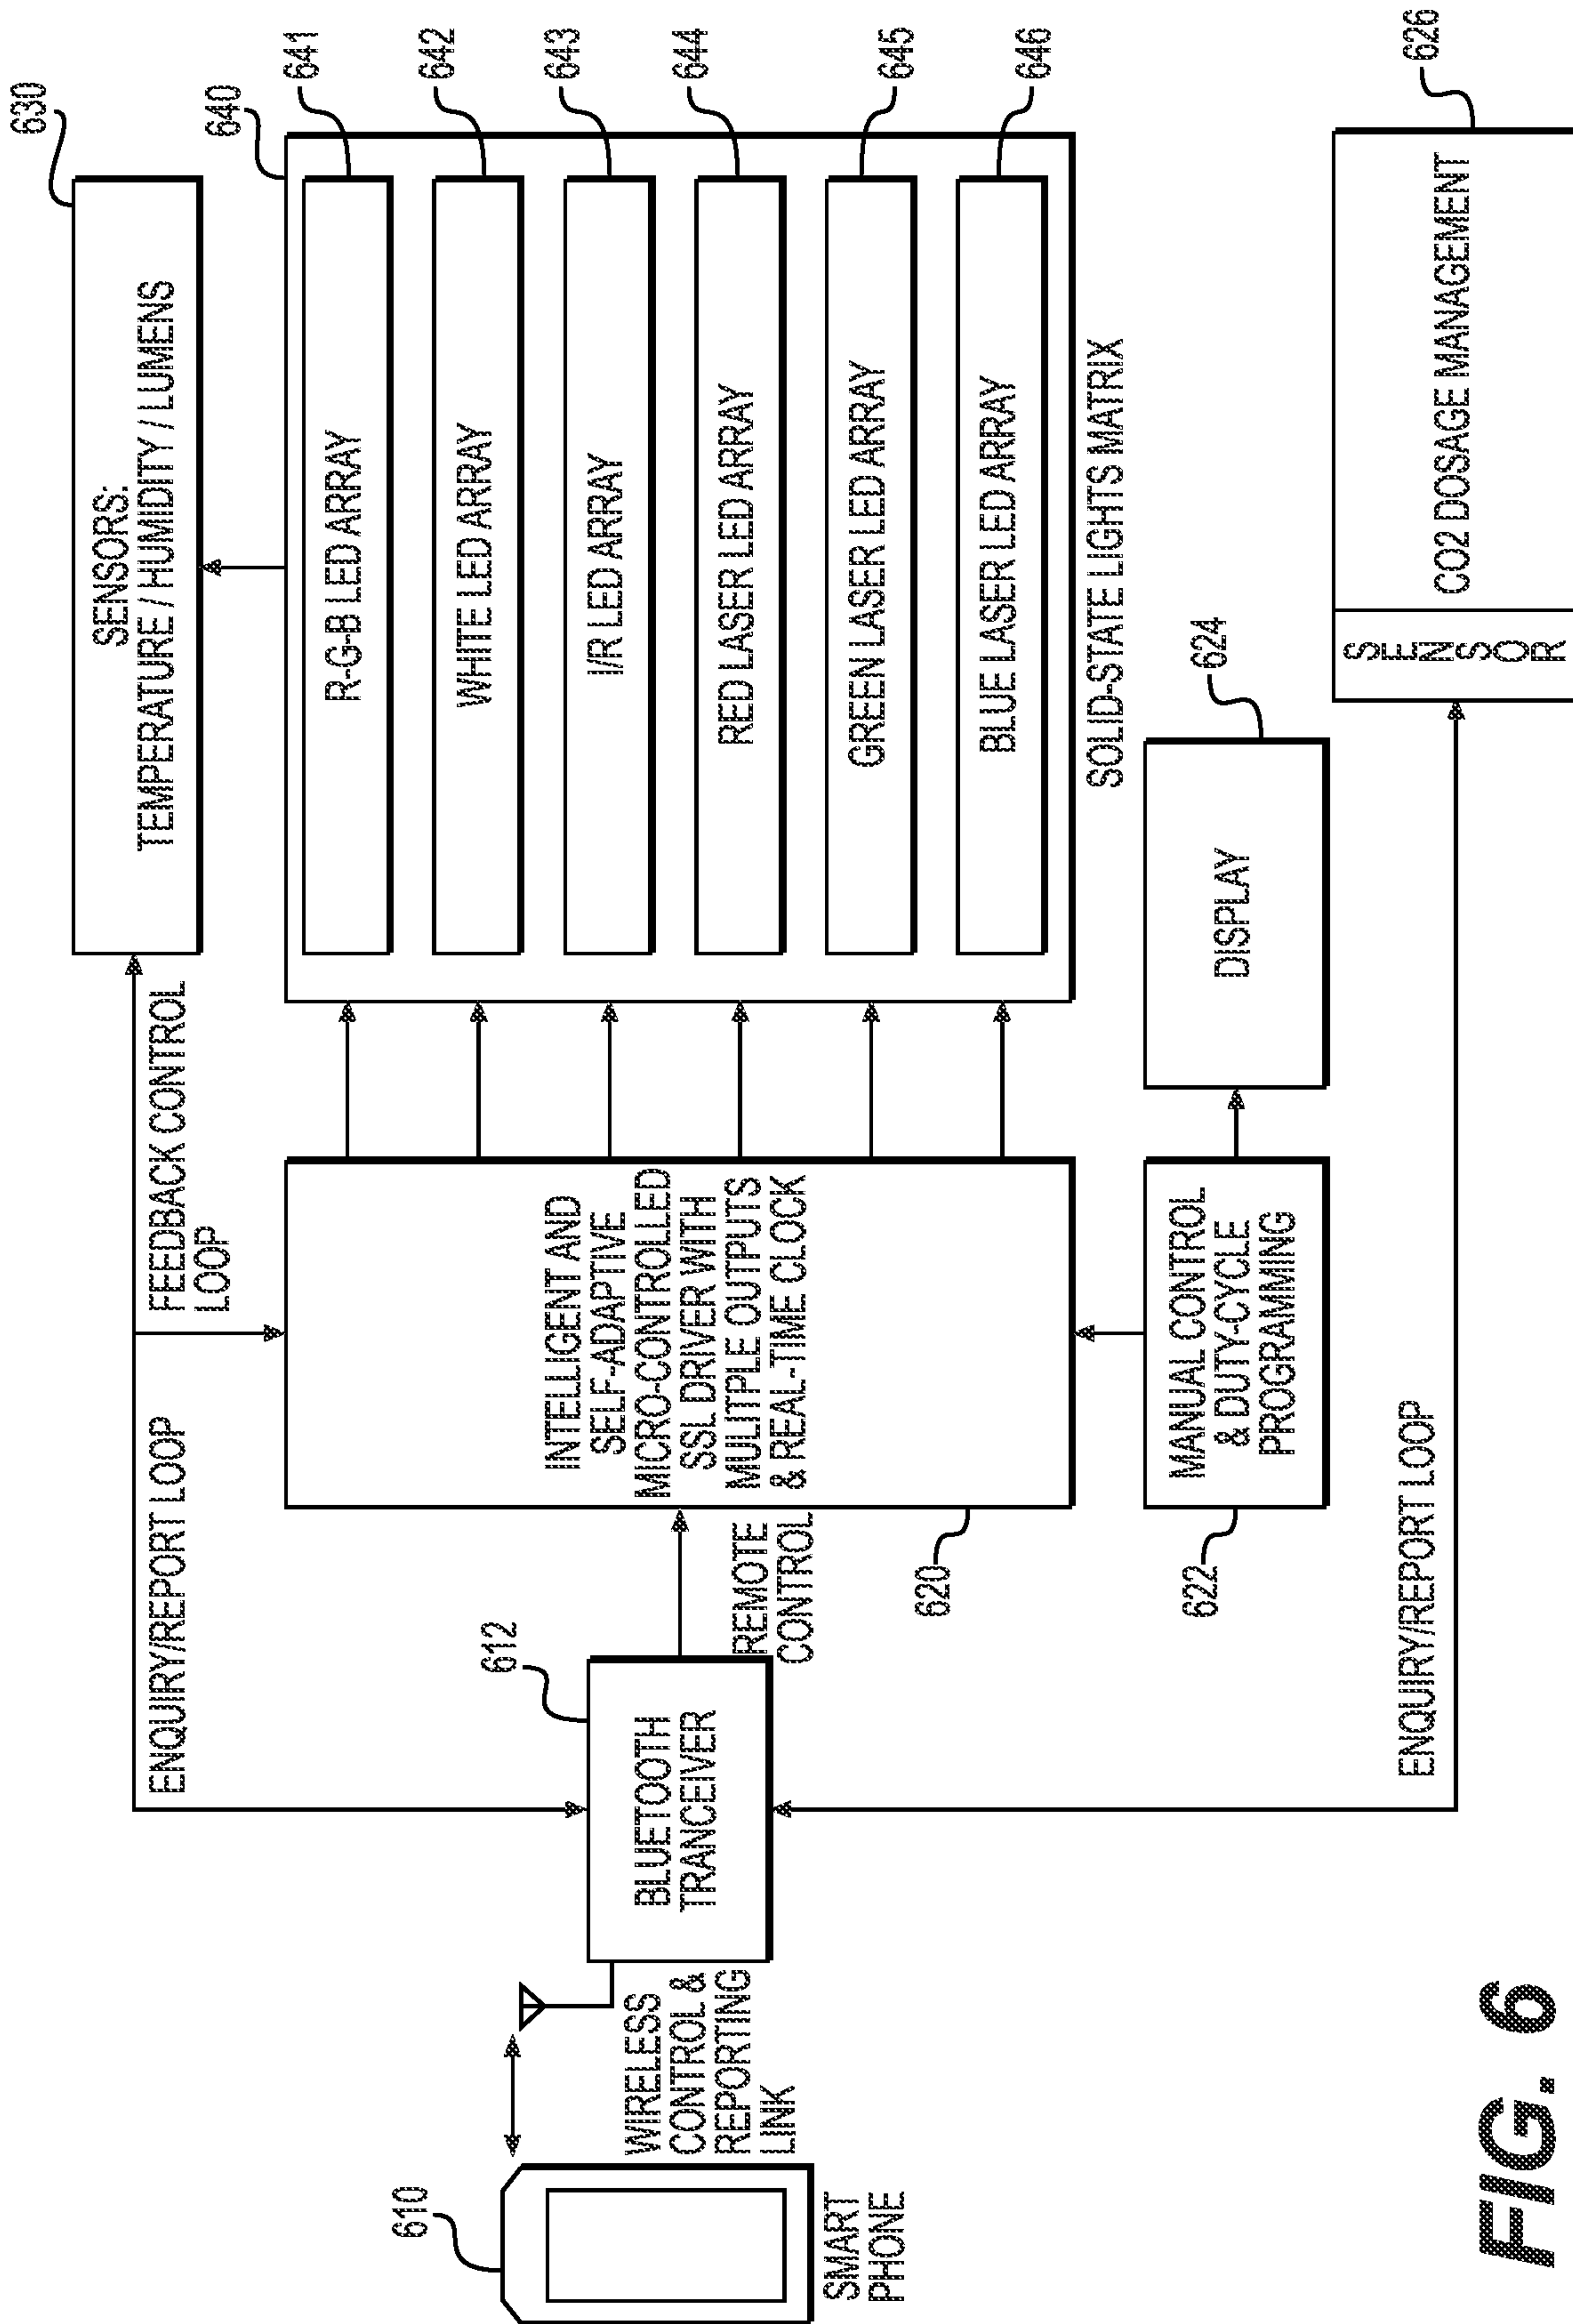 630
SENSORS:
TEMPERATURE / HUMIDITY / LUMENS
ENQUIRY/REPORT LOOP
FEEDBACK CONTROL
LOOP
640
R-G-B LED ARRAY
641
WHITE LED ARRAY
642
I/R LED ARRAY
643
RED LASER LED ARRAY
644
GREEN LASER LED ARRAY
645
BLUE LASER LED ARRAY
646
SOLID-STATE LIGHTS MATRIX
INTELLIGENT AND
SELF-ADAPTIVE
MICRO-CONTROLLED
SSL DRIVER WITH
MULITPLE OUTPUTS
& REAL-TIME CLOCK
620
612
BLUETOOTH
TRANCEIVER
REMOTE
CONTROL
610
SMART
PHONE
WIRELESS
CONTROL &
REPORTING
LINK
MANUAL CONTROL
& DUTY-CYCLE
PROGRAMMING
622
DISPLAY
624
ENQUIRY/REPORT LOOP
SENSOR
CO2 DOSAGE MANAGEMENT
626
FIG. 6